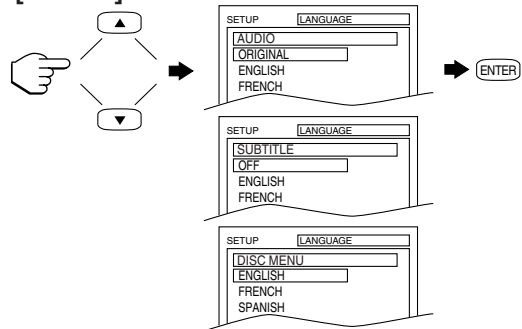 SETUP LANGUAGE
AUDIO
ORIGINAL
ENGLISH
FRENCH
ENTER
SETUP LANGUAGE
SUBTITLE
OFF
ENGLISH
FRENCH
SETUP LANGUAGE
DISC MENU
ENGLISH
FRENCH
SPANISH